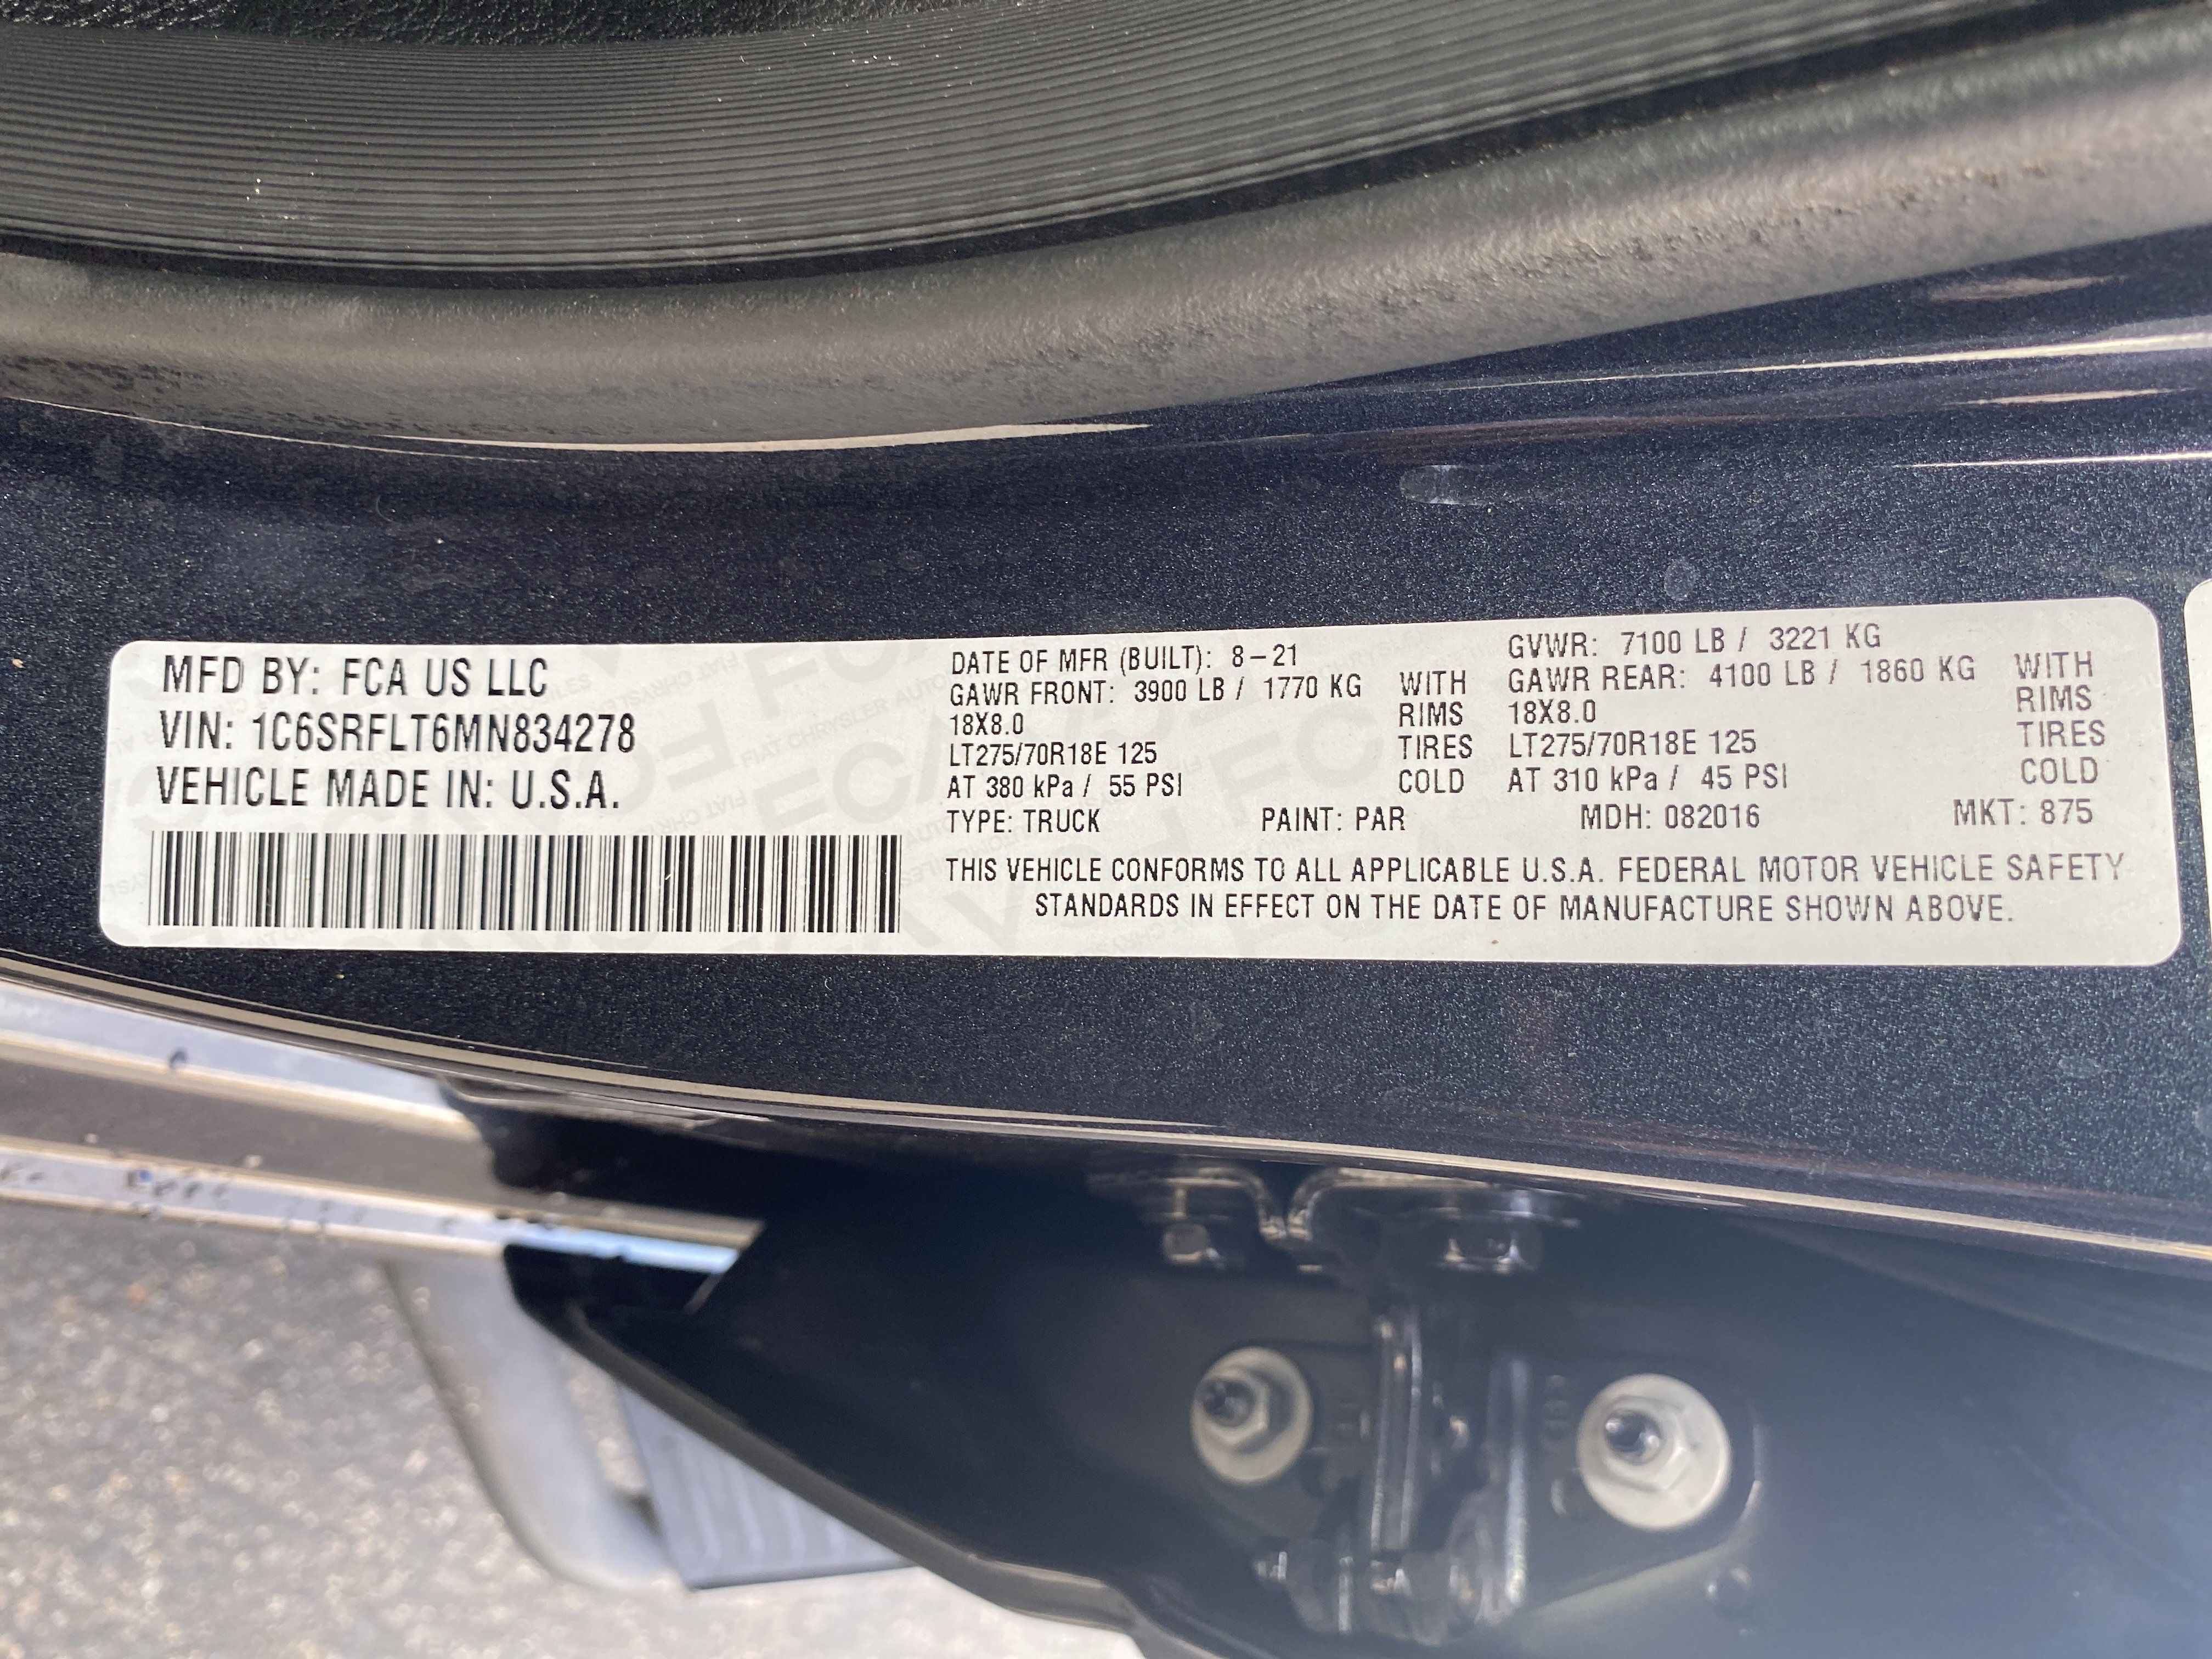 MFD BY: FCA US LLC
VIN: 1C6SRFLT6MN834278
VEHICLE MADE IN: U.S.A.
DATE OF MFR (BUILT): 8-21 GVWR: 7100 LB / 3221 KG
GAWR FRONT: 3900 LB / 1770 KG WITH GAWR REAR: 4100 LB / 1860 KG WITH
18X8.0 RIMS 18X8.0 RIMS
LT275/70R18E 125 TIRES LT275/70R18E 125 TIRES
AT 380 kPa / 55 PSI COLD AT 310 kPa / 45 PSI COLD
TYPE: TRUCK PAINT: PAR MDH: 082016 MKT: 875
THIS VEHICLE CONFORMS TO ALL APPLICABLE U.S.A. FEDERAL MOTOR VEHICLE SAFETY
STANDARDS IN EFFECT ON THE DATE OF MANUFACTURE SHOWN ABOVE.